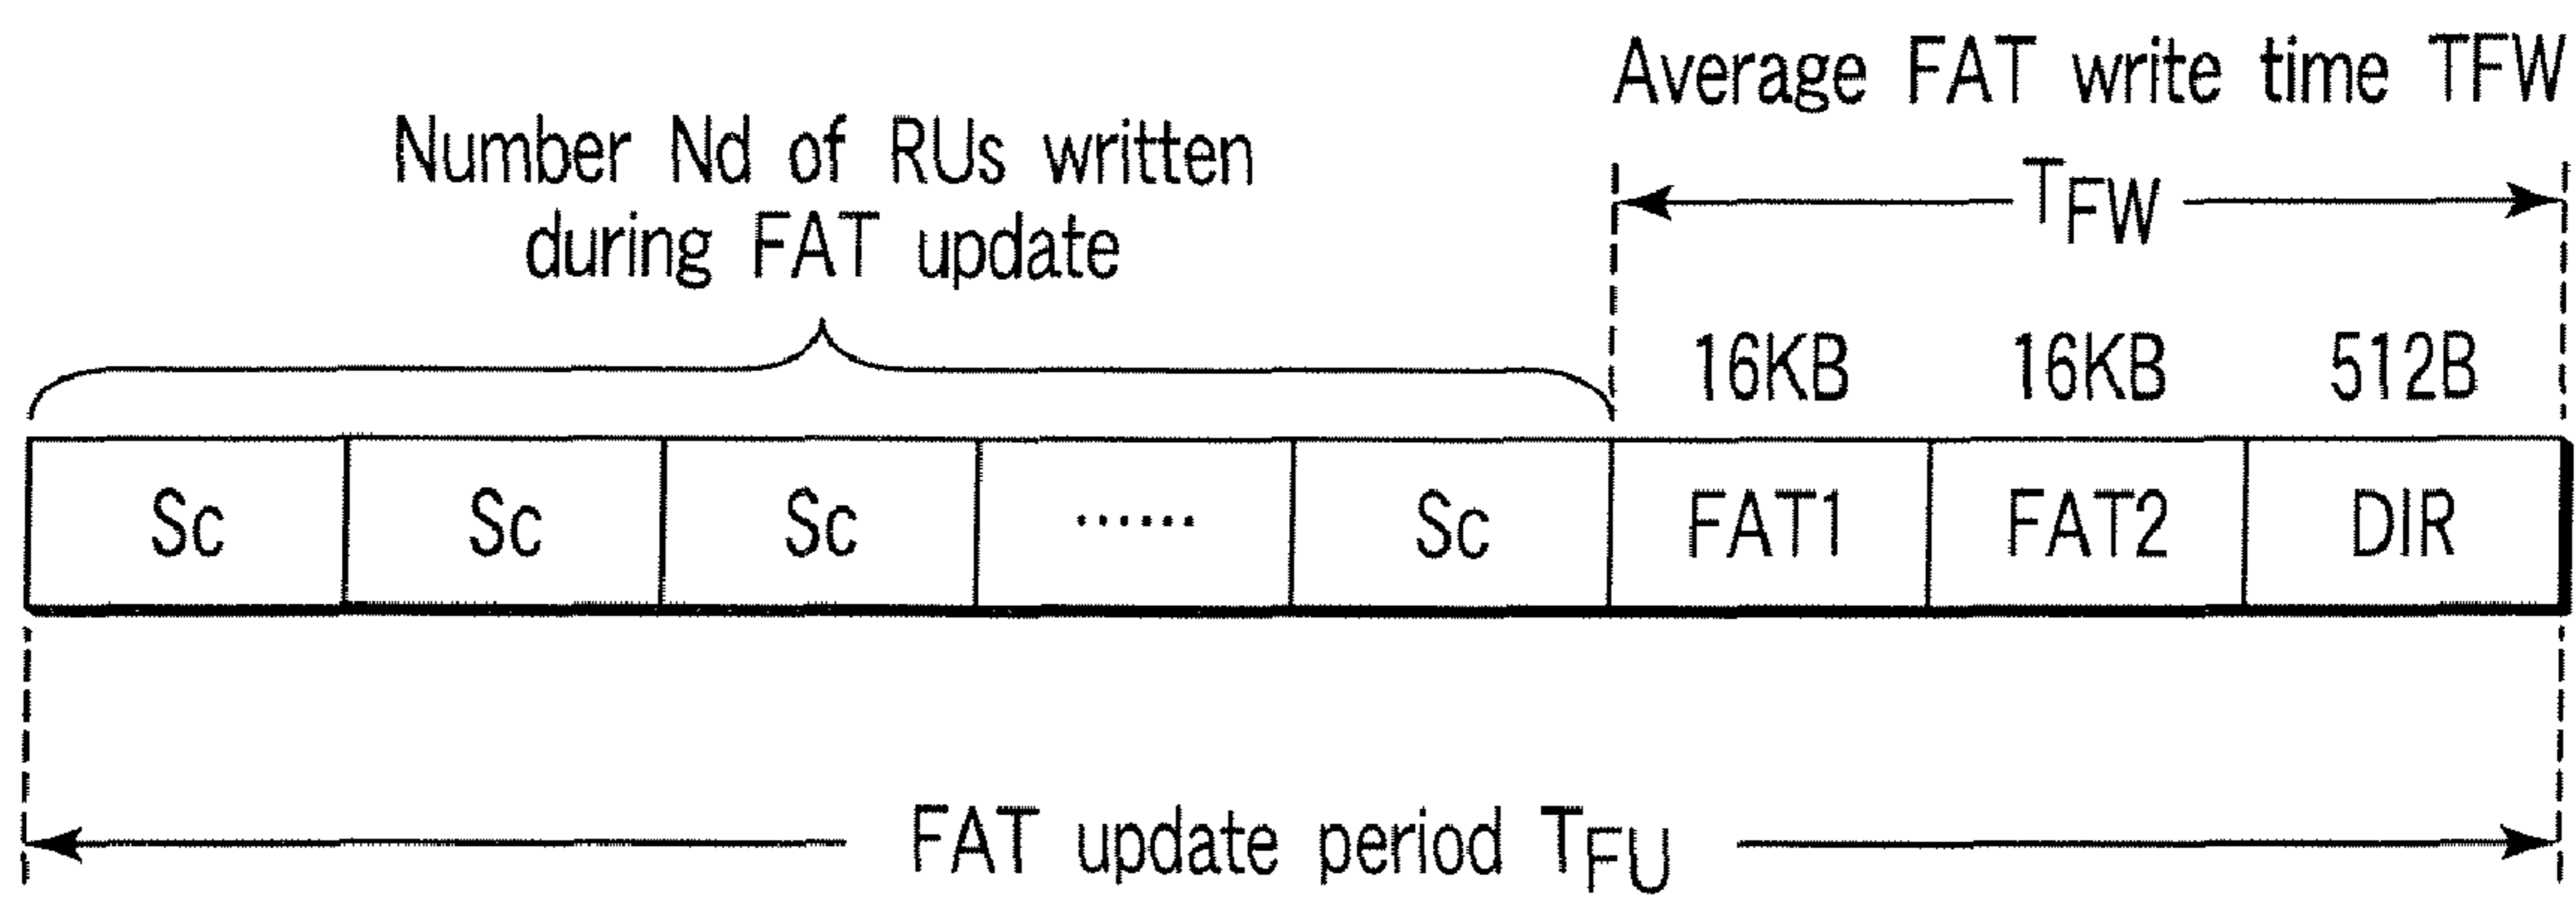 Average FAT write time TFW
Number Nd of RUs written
during FAT update
TFW
16KB 16KB 512B
Sc Sc Sc ...... Sc FAT1 FAT2 DIR
FAT update period TFU